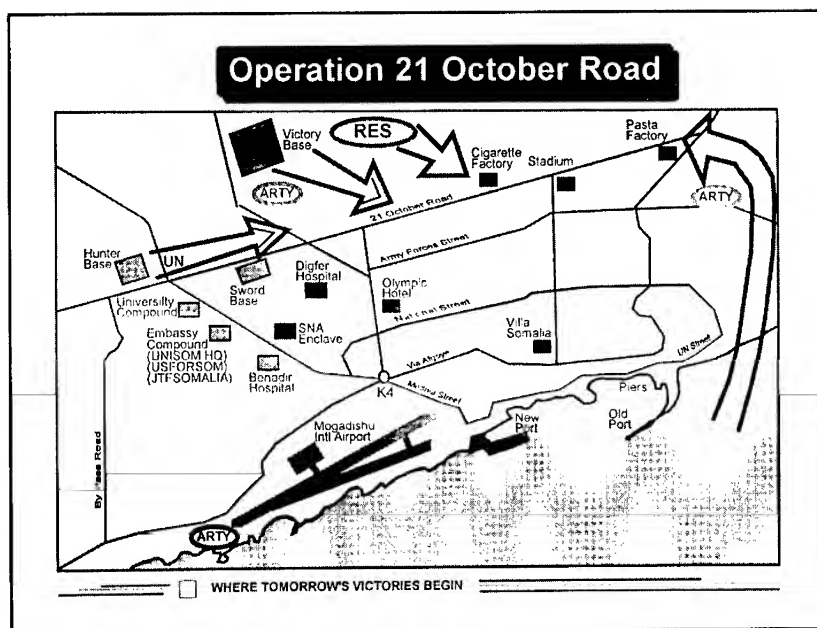 Operation 21 October Road
Victory
Base
RES
Pasta
Factory
Cigarette
Factory
Stadium
ARTY
ARTY
21 October Road
Hunter
Base
UN
Army Forces Street
Sword
Base
Digfer
Hospital
Olympic
Hotel
University
Compound
National Street
Embassy
Compound
(UNISOM HQ)
(USFORSOM)
(JTFSOMALIA)
SNA
Enclave
Villa
Somalia
Benadir
Hospital
Via
UN Street
K4
Street
Piers
Mogadishu
Intl Airport
New
Port
Old
Port
By Pass Road
ARTY
WHERE TOMORROW'S VICTORIES BEGIN